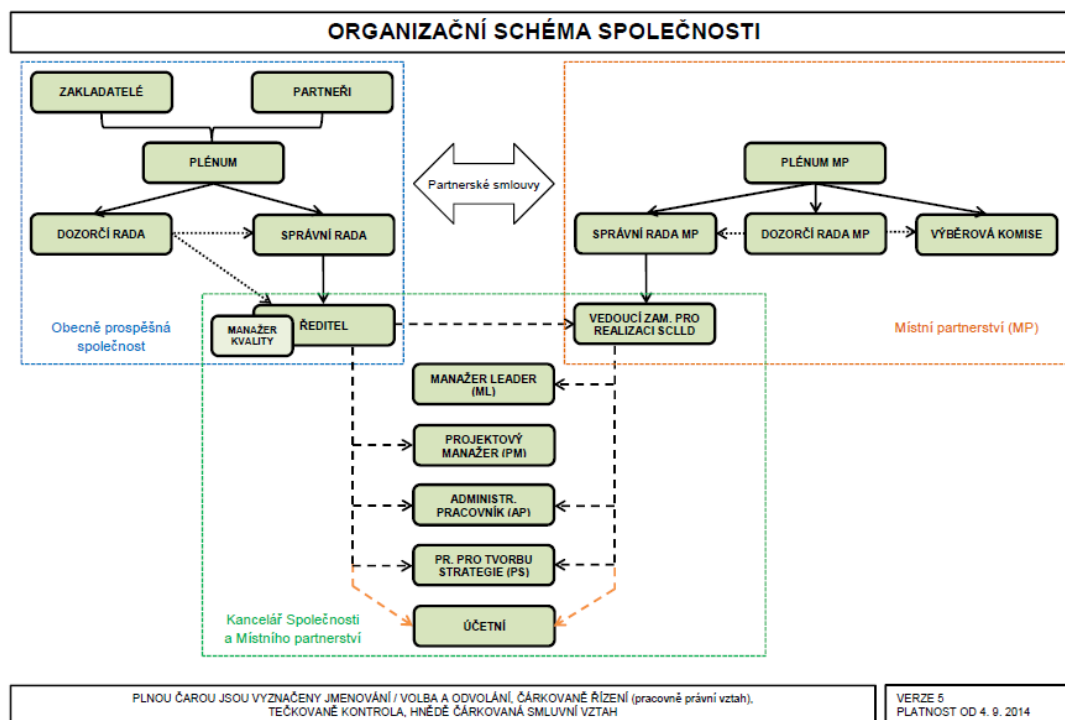 ORGANIZAČNÍ SCHÉMA SPOLEČNOSTI
ZAKLADATELÉ
PARTNEŘI
PLÉNUM
DOZORČÍ RADA
SPRÁVNÍ RADA
ŘEDITEL
MANAŽER
KVALITY
Obecně prospěšná
společnost
Partnerské smlouvy
PLÉNUM MP
SPRÁVNÍ RADA MP
DOZORČÍ RADA MP
VÝBĚROVÁ KOMISE
VEDOUCÍ ZAM. PRO
REALIZACI SCLLD
Místní partnerství (MP)
MANAŽER LEADER
(ML)
PROJEKTOVÝ
MANAŽER (PM)
ADMINISTR.
PRACOVNÍK (AP)
PR. PRO TVORBU
STRATEGIE (PS)
ÚČETNÍ
Kancelář Společnosti
a Místního partnerství
PLNOU ČAROU JSOU VYZNAČENY JMENOVÁNÍ / VOLBA A ODVOLÁNÍ, ČÁRKOVANĚ ŘÍZENÍ (pracovně právní vztah),
TEČKOVANĚ KONTROLA, HNĚDĚ ČÁRKOVANÁ SMLUVNÍ VZTAH
VERZE 5
PLATNOST OD 4. 9. 2014